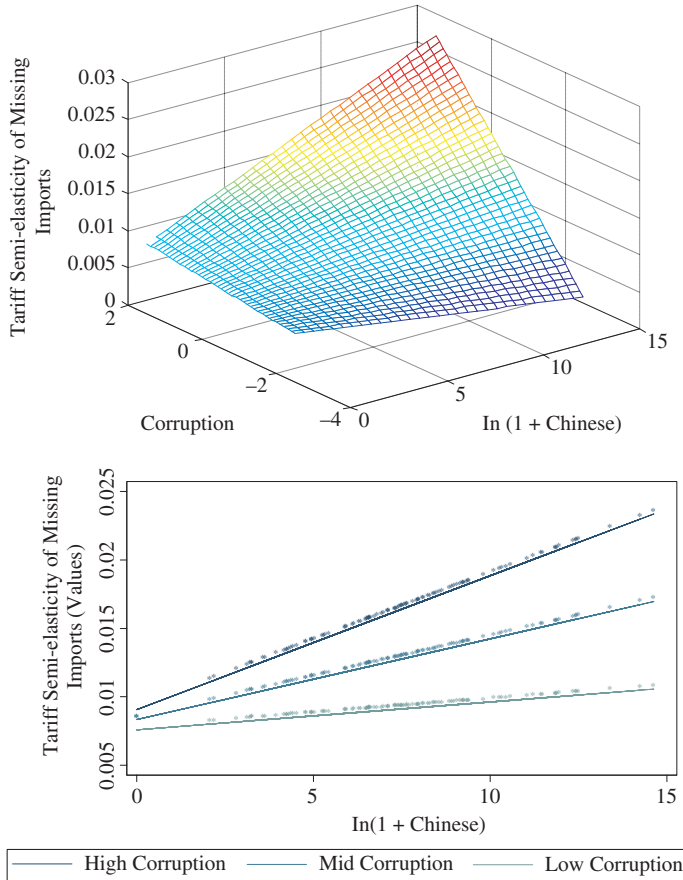 Tariff Semi-elasticity of Missing
Imports
0.03
0.025
0.02
0.015
0.01
0.005
0
2
0
−2
−4
0
5
10
15
Corruption
In (1 + Chinese)
Tariff Semi-elasticity of Missing
Imports (Values)
0.025
0.02
0.015
0.01
0.005
0
5
10
15
In(1 + Chinese)
High Corruption
Mid Corruption
Low Corruption